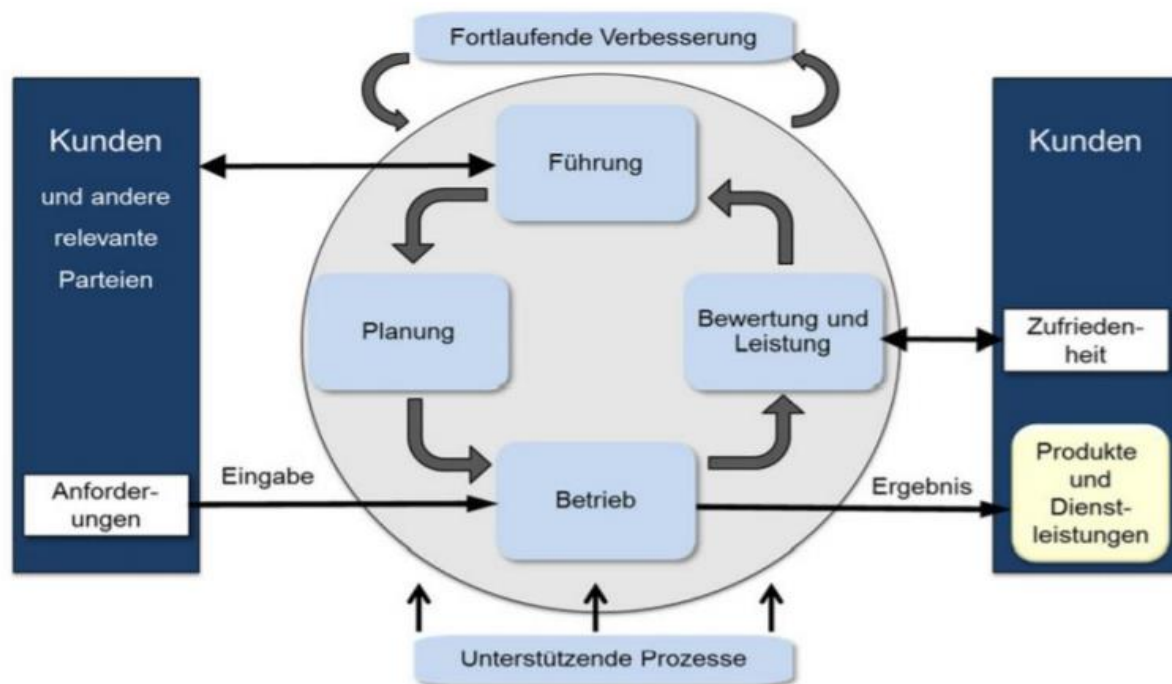 Fortlaufende Verbesserung
Kunden
und andere
relevante
Parteien
Führung
Kunden
Planung
Bewertung und
Leistung
Zufrieden-
heit
Anforder-
ungen
Eingabe
Betrieb
Ergebnis
Produkte
und
Dienst-
leistungen
Unterstützende Prozesse